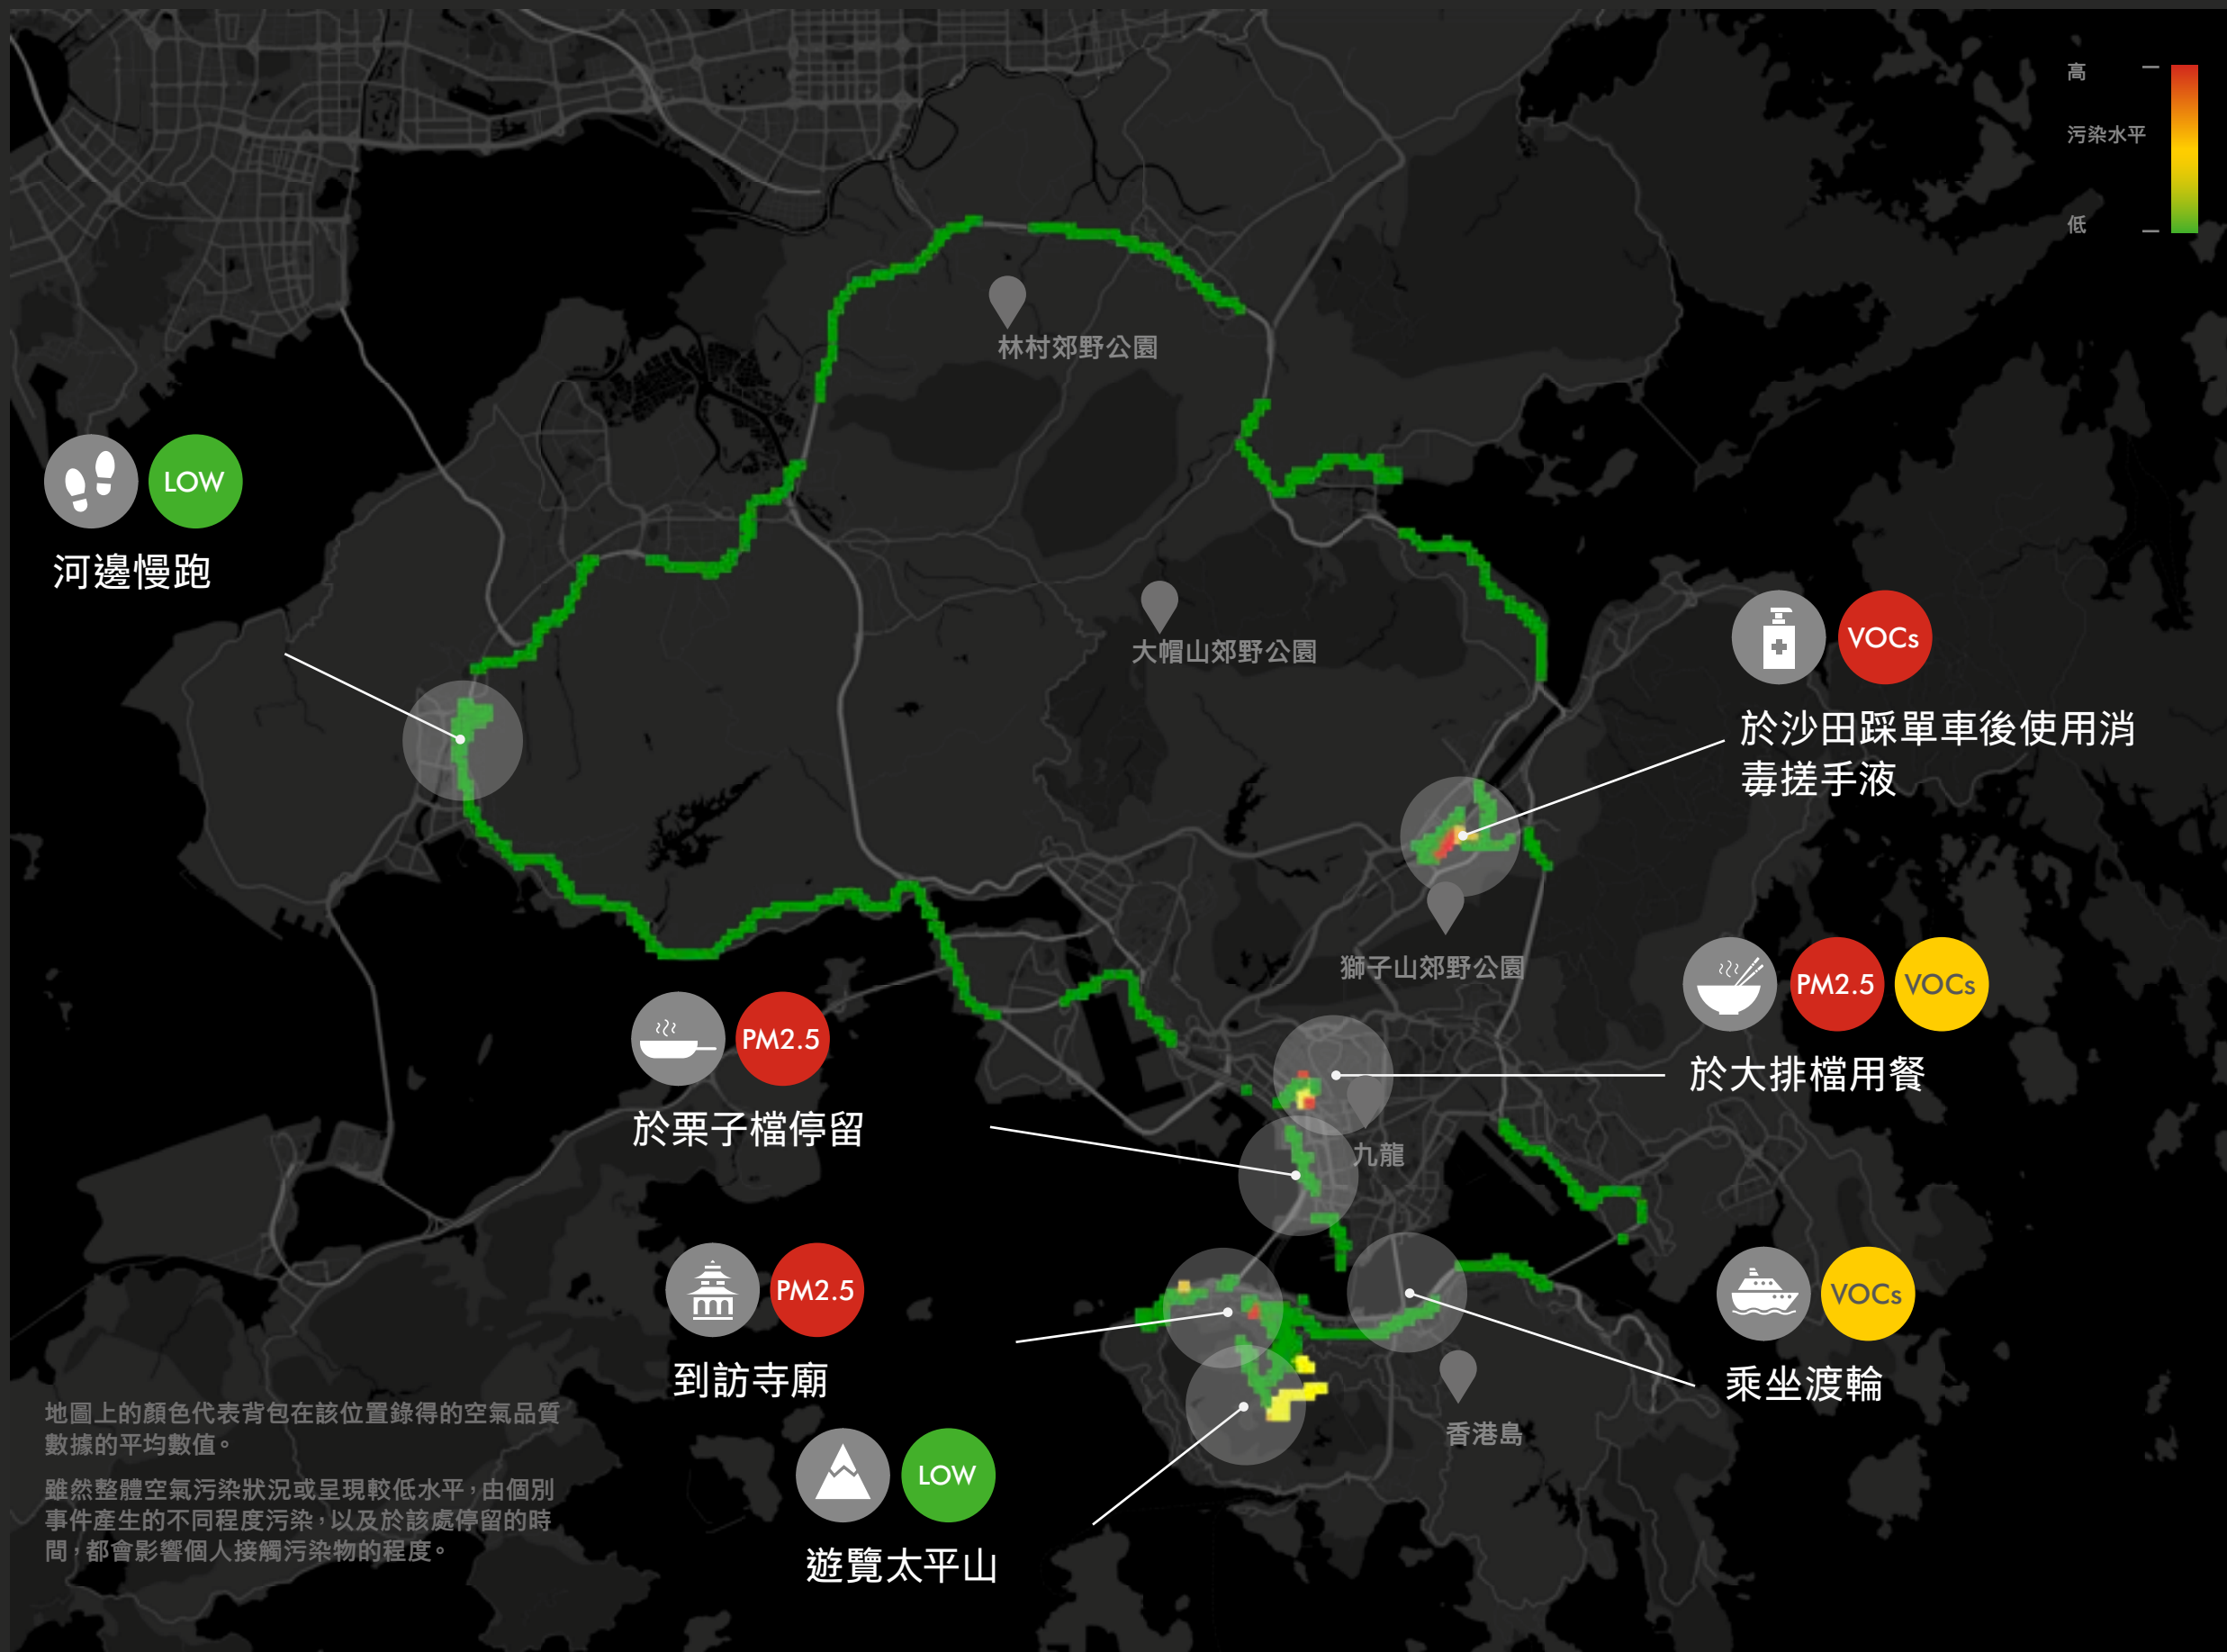 高
污染水平
低
林村郊野公園
LOW
河邊慢跑
大帽山郊野公園
VOCs
於沙田踩單車後使用消
毒搓手液
獅子山郊野公園
PM2.5
VOCs
於大排檔用餐
PM2.5
於栗子檔停留
九龍
PM2.5
到訪寺廟
VOCs
乘坐渡輪
香港島
LOW
遊覽太平山
地圖上的顏色代表背包在該位置錄得的空氣品質
數據的平均數值。
雖然整體空氣污染狀況或呈現較低水平，由個別
事件產生的不同程度污染，以及於該處停留的時
間，都會影響個人接觸污染物的程度。